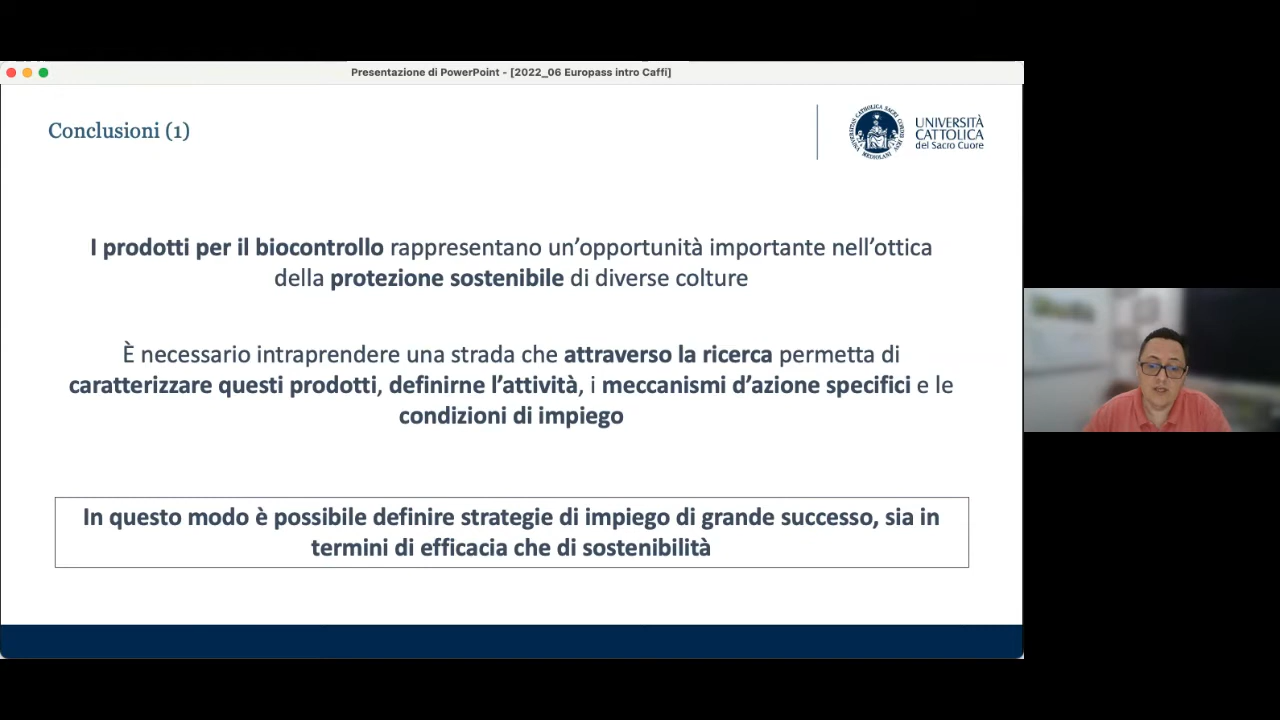 Presentazione di PowerPoint - [2022_06 Europass intro Caffi]
Conclusioni (1)
UNIVERSITÀ
CATTOLICA
del Sacro Cuore
I prodotti per il biocontrollo rappresentano un'opportunità importante nell'ottica
della protezione sostenibile di diverse colture
È necessario intraprendere una strada che attraverso la ricerca permetta di
caratterizzare questi prodotti, definirne l'attività, i meccanismi d'azione specifici e le
condizioni di impiego
In questo modo è possibile definire strategie di impiego di grande successo, sia in
termini di efficacia che di sostenibilità